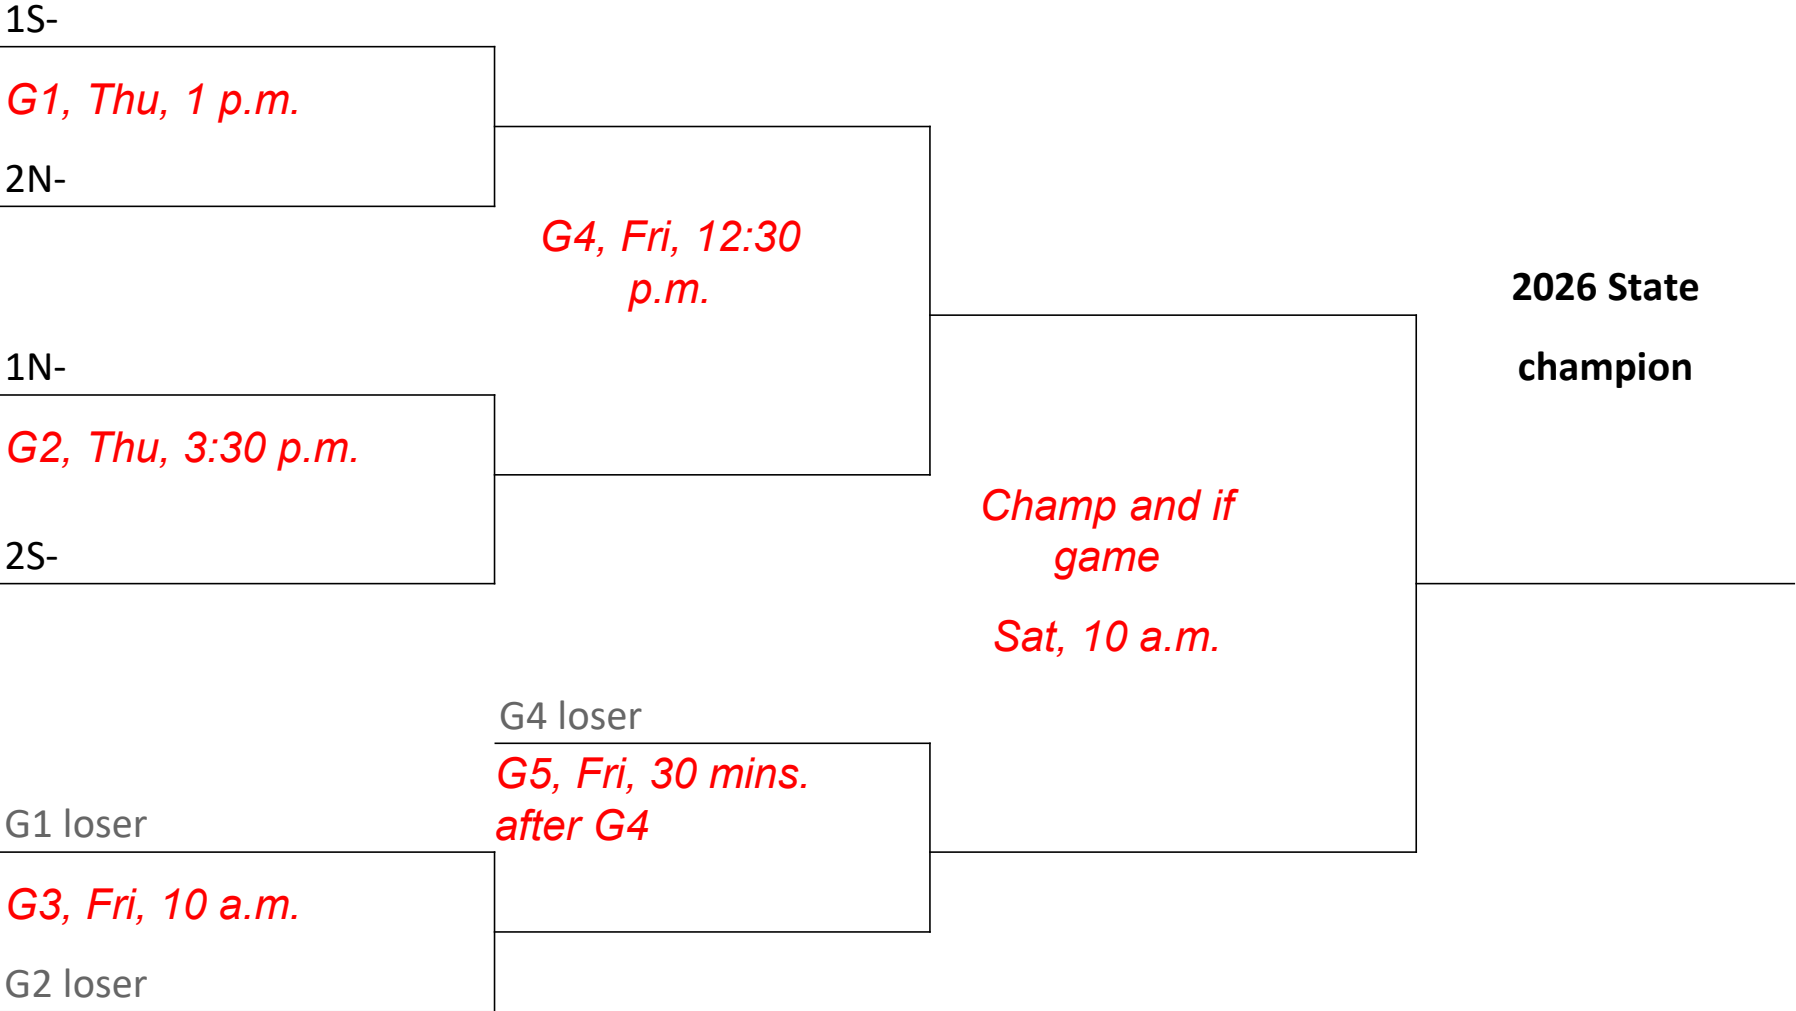 1S-
G1, Thu, 1 p.m.
2N-
G4, Fri, 12:30
p.m.
2026 State
champion
1N-
G2, Thu, 3:30 p.m.
2S-
Champ and if
game
Sat, 10 a.m.
G4 loser
G5, Fri, 30 mins.
after G4
G1 loser
G3, Fri, 10 a.m.
G2 loser